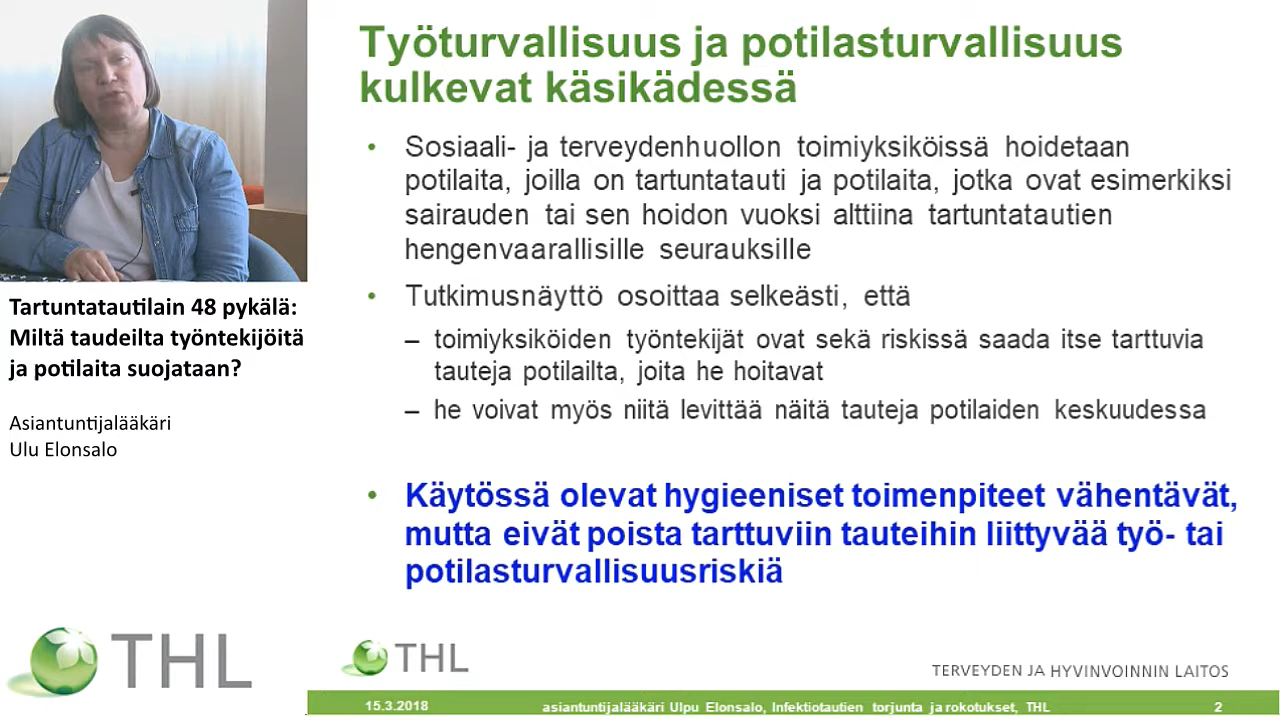 Työturvallisuus ja potilasturvallisuus
kulkevat käsikädessä
• Sosiaali- ja terveydenhuollon toimiyksiköissä hoidetaan
potilaita, joilla on tartuntatauti ja potilaita, jotka ovat esimerkiksi
sairauden tai sen hoidon vuoksi alttiina tartuntatautien
hengenvaarallisille seurauksille
• Tutkimusnäyttö osoittaa selkeästi, että
– toimiyksiköiden työntekijät ovat sekä riskissä saada itse tarttuvia
tauteja potilailta, joita he hoitavat
– he voivat myös niitä levittää näitä tauteja potilaiden keskuudessa
• Käytössä olevat hygieeniset toimenpiteet vähentävät,
mutta eivät poista tarttuviin tauteihin liittyvää työ- tai
potilasturvallisuusriskiä
Tartuntatautilain 48 pykälä:
Miltä taudeilta työntekijöitä
ja potilaita suojataan?
Asiantuntijalääkäri
Ulu Elonsalo
THL
THL
TERVEYDEN JA HYVINVOINNIN LAITOS
15.3.2018
asiantuntijalääkäri Ulpu Elonsalo, Infektiotautien torjunta ja rokotukset, THL
2